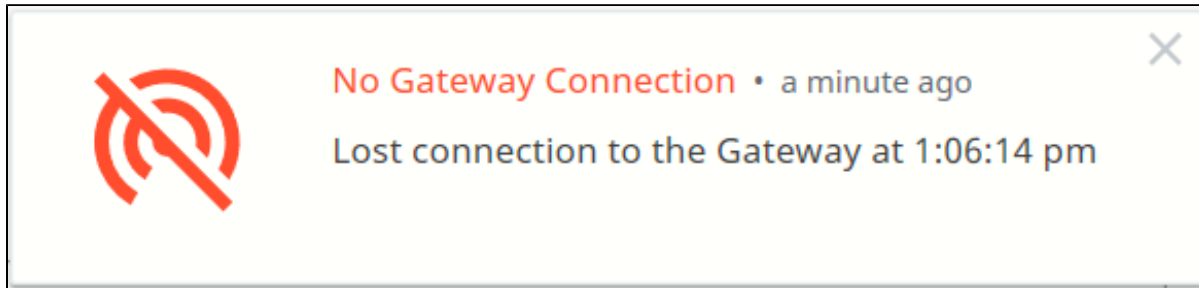 No Gateway Connection • a minute ago
Lost connection to the Gateway at 1:06:14 pm